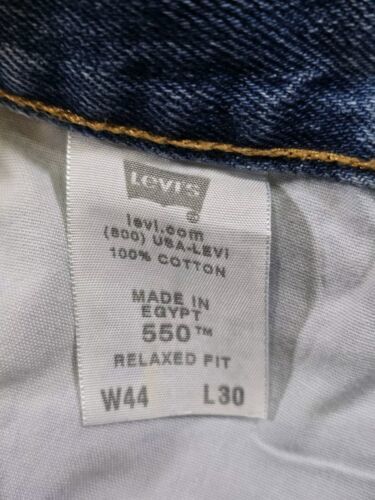 Levi's
levi.com
(800) USA-LEVI
100% COTTON
MADE IN
EGYPT
550™
RELAXED FIT
W44 L30